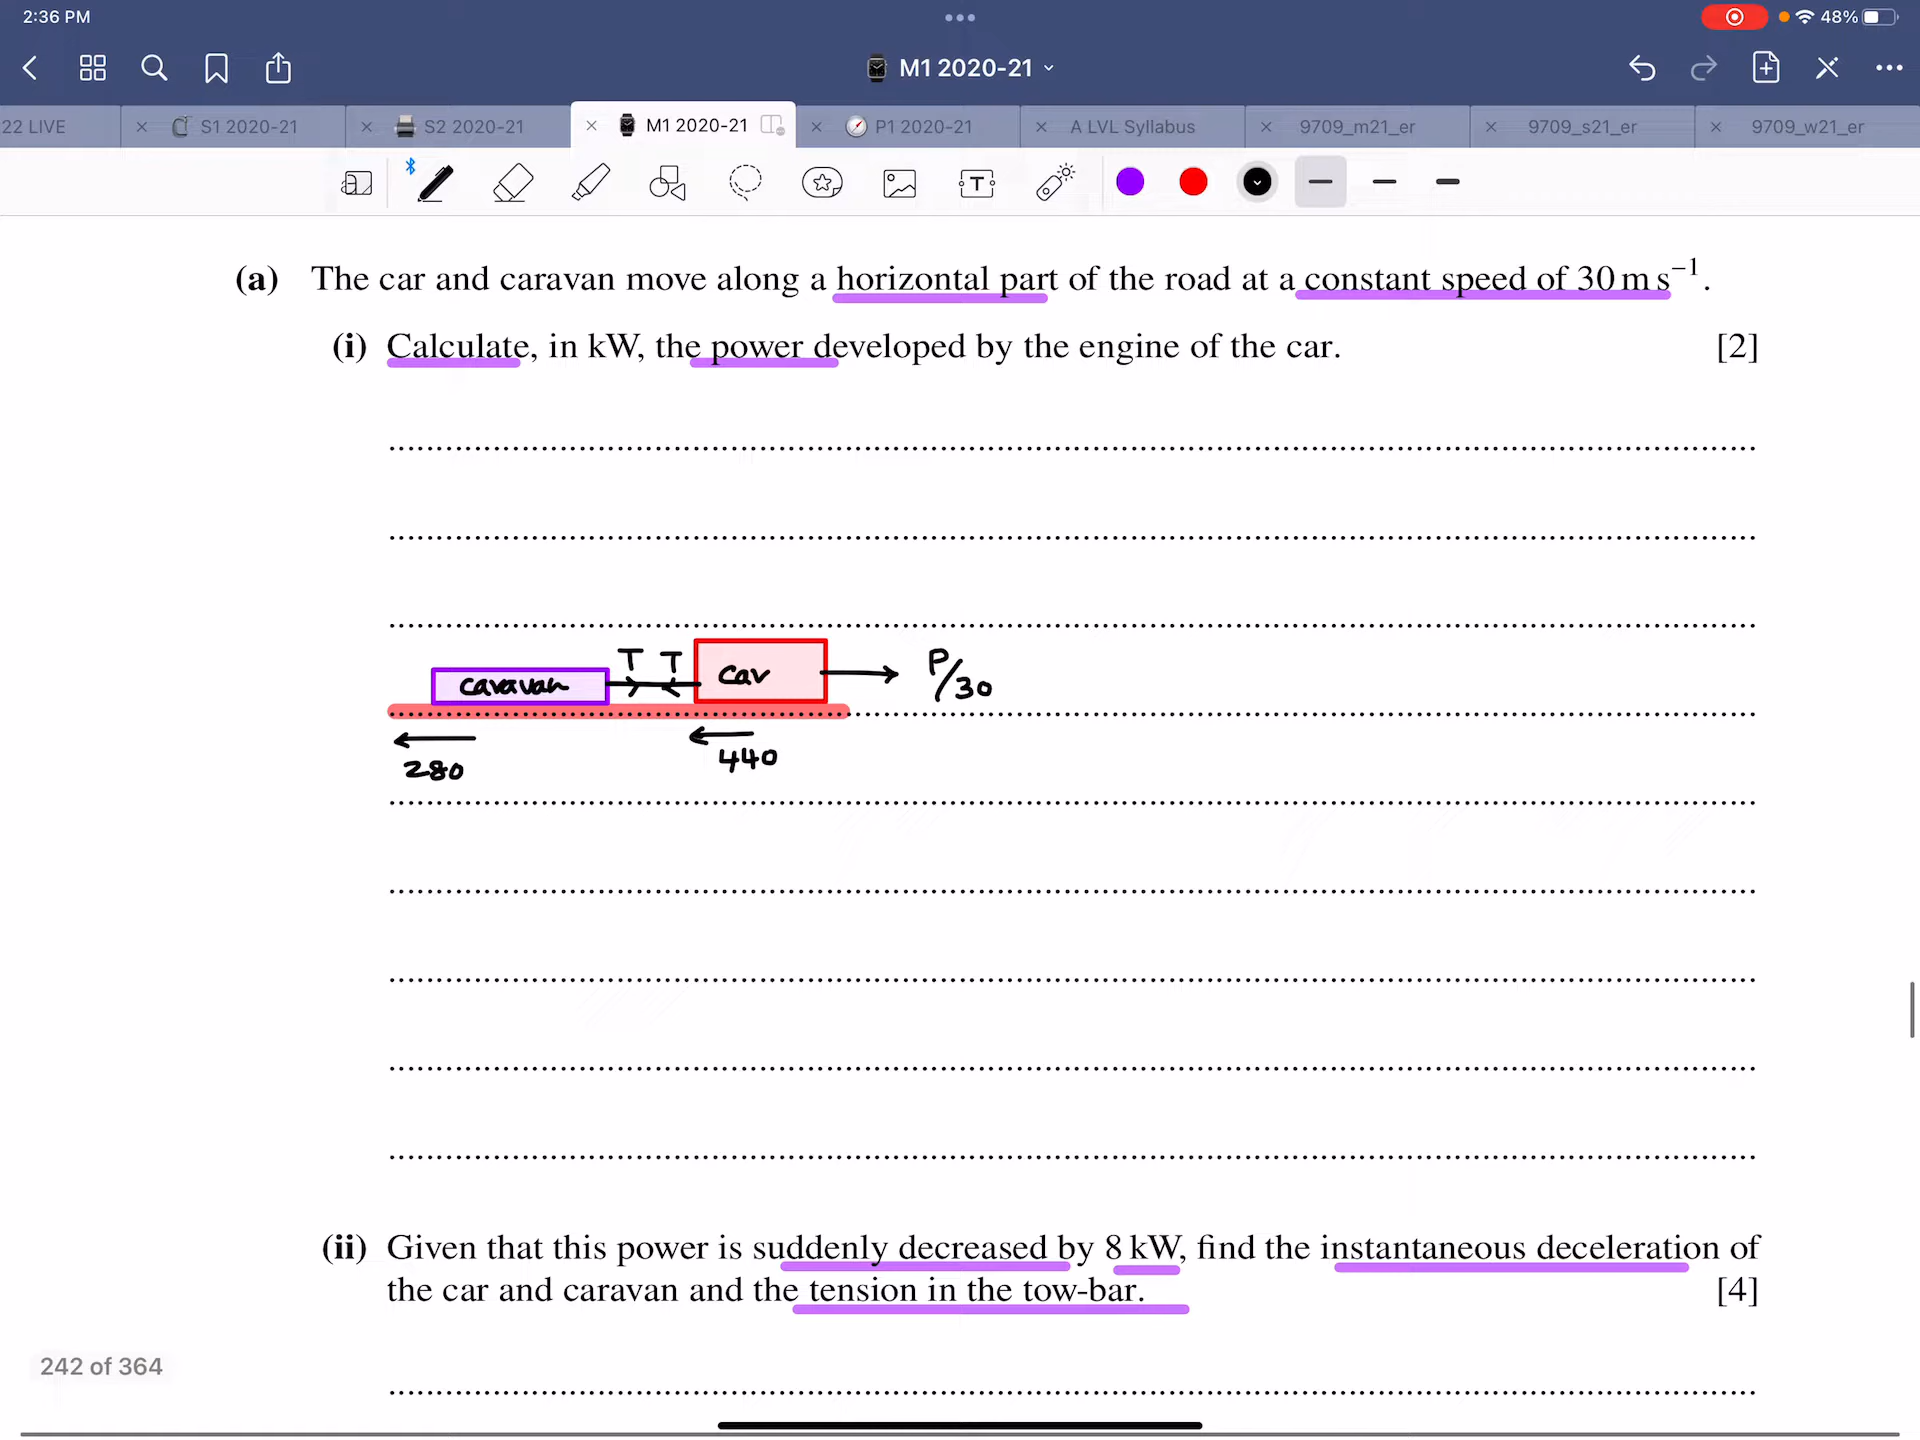 2:36 PM
48%
M1 2020-21
22 LIVE
S1 2020-21
S2 2020-21
M1 2020-21
P1 2020-21
A LVL Syllabus
9709_m21_er
9709_s21_er
9709_w21_er
(a) The car and caravan move along a horizontal part of the road at a constant speed of 30 m s⁻¹.
(i) Calculate, in kW, the power developed by the engine of the car. [2]
T T
caravan
car
P/30
280
440
(ii) Given that this power is suddenly decreased by 8 kW, find the instantaneous deceleration of
the car and caravan and the tension in the tow-bar. [4]
242 of 364